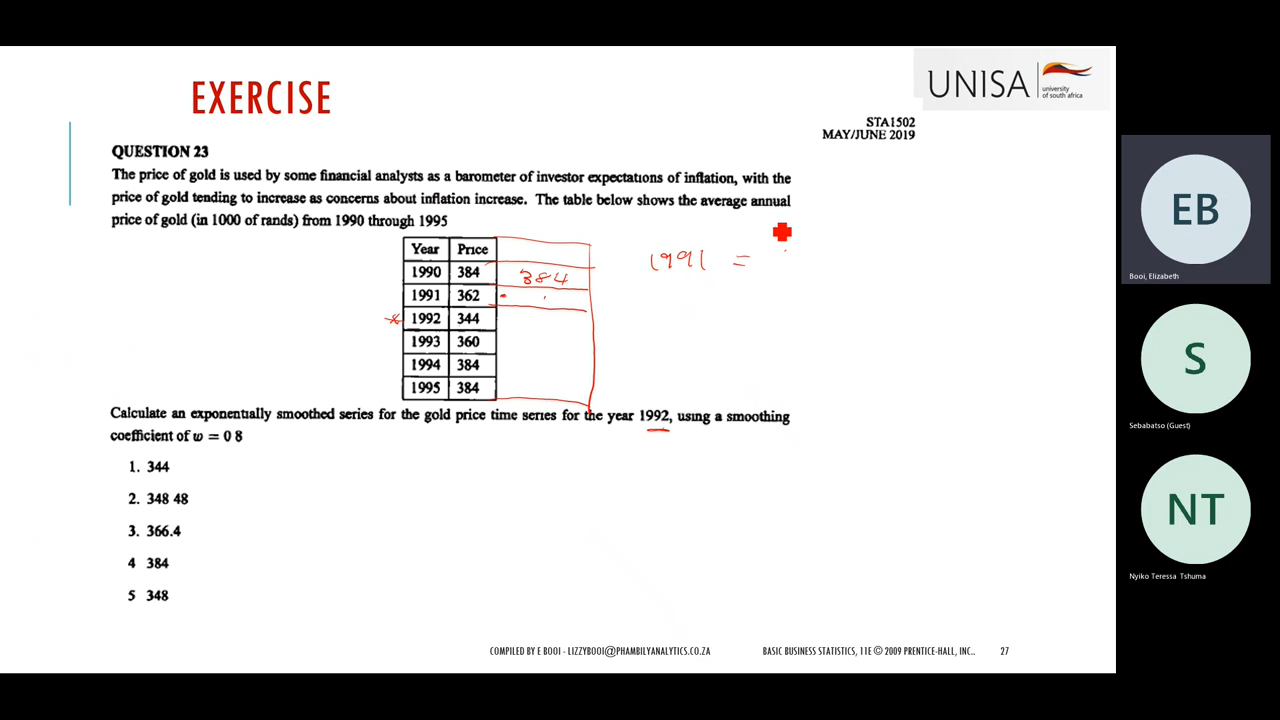 EXERCISE
UNISA
university
of south africa
STA1502
MAY/JUNE 2019
QUESTION 23
The price of gold is used by some financial analysts as a barometer of investor expectations of inflation, with the
price of gold tending to increase as concerns about inflation increase. The table below shows the average annual
price of gold (in 1000 of rands) from 1990 through 1995
Year Price
1990 384 384
1991 362
1992 344
1993 360
1994 384
1995 384
1991 =
Calculate an exponentially smoothed series for the gold price time series for the year 1992, using a smoothing
coefficient of w = 0 8
1. 344
2. 348 48
3. 366.4
4 384
5 348
COMPILED BY E BOOI - LIZZYBOOI@PHAMBILYANALYTICS.CO.ZA
BASIC BUSINESS STATISTICS, 11E © 2009 PRENTICE-HALL, INC..
27
EB
Booi, Elizabeth
S
Sebabatso (Guest)
NT
Nyiko Teressa Tshuma